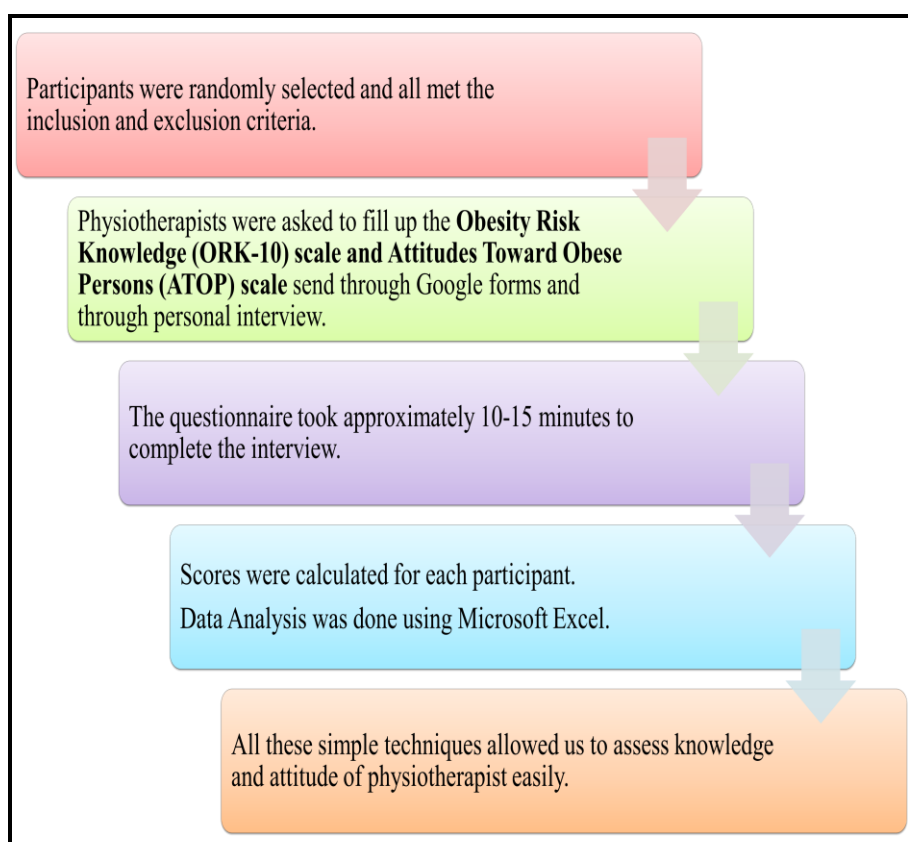 Participants were randomly selected and all met the
inclusion and exclusion criteria.
Physiotherapists were asked to fill up the Obesity Risk
Knowledge (ORK-10) scale and Attitudes Toward Obese
Persons (ATOP) scale send through Google forms and
through personal interview.
The questionnaire took approximately 10-15 minutes to
complete the interview.
Scores were calculated for each participant.
Data Analysis was done using Microsoft Excel.
All these simple techniques allowed us to assess knowledge
and attitude of physiotherapist easily.